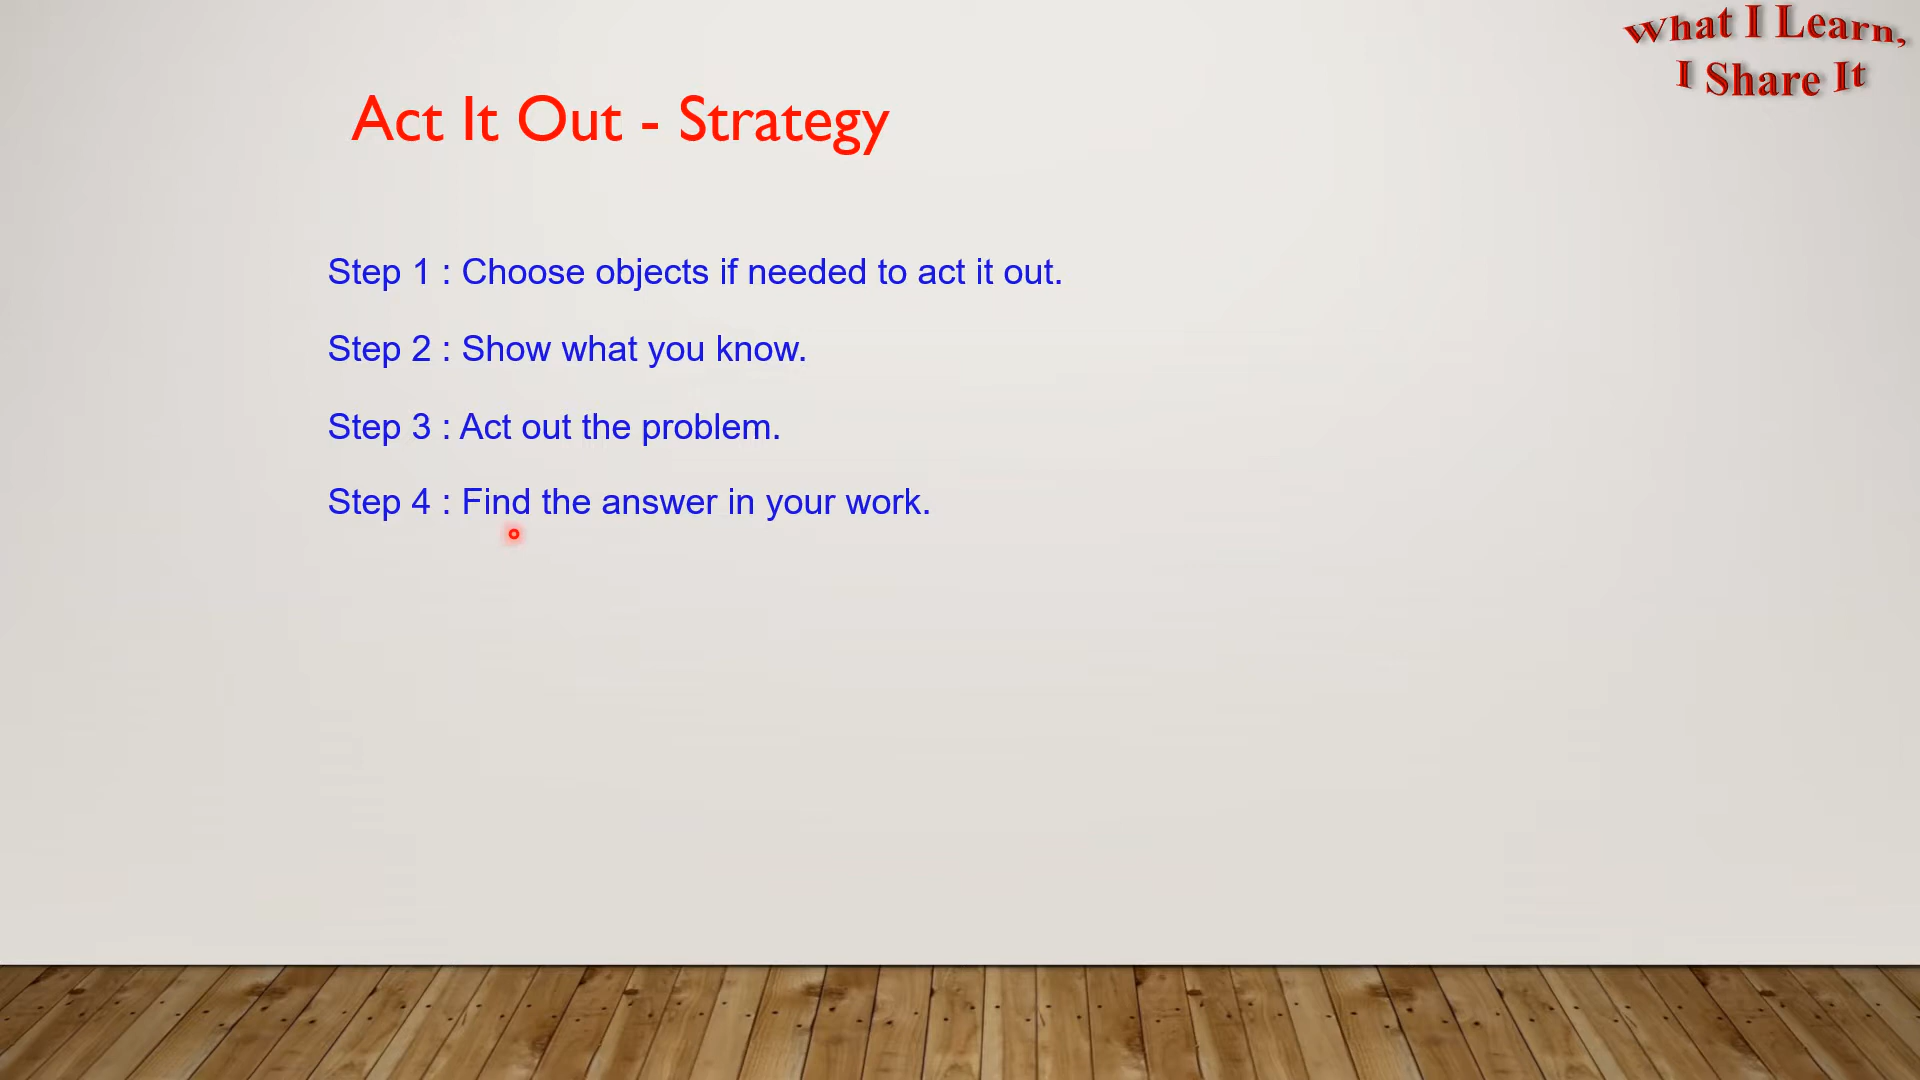 What I Learn,
I Share It
Act It Out - Strategy
Step 1 : Choose objects if needed to act it out.
Step 2 : Show what you know.
Step 3 : Act out the problem.
Step 4 : Find the answer in your work.